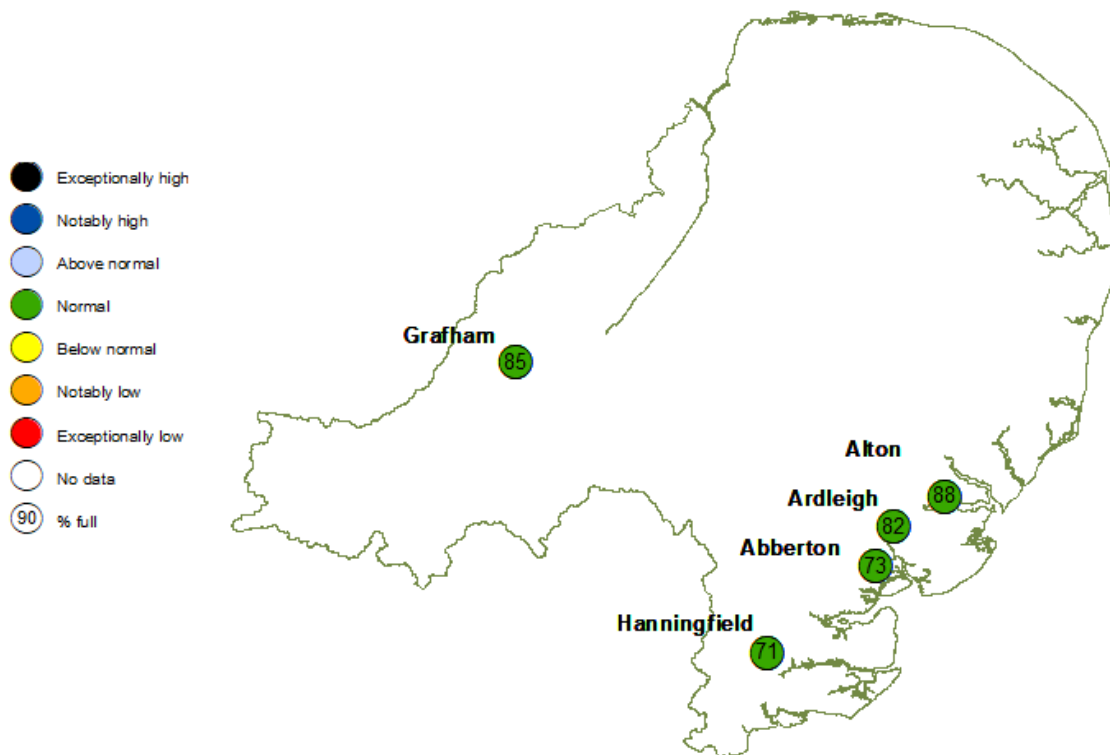 Exceptionally high
Notably high
Above normal
Normal
Below normal
Notably low
Exceptionally low
No data
90 % full
Grafham
85
Alton
88
Ardleigh
82
Abberton
73
Hanningfield
71